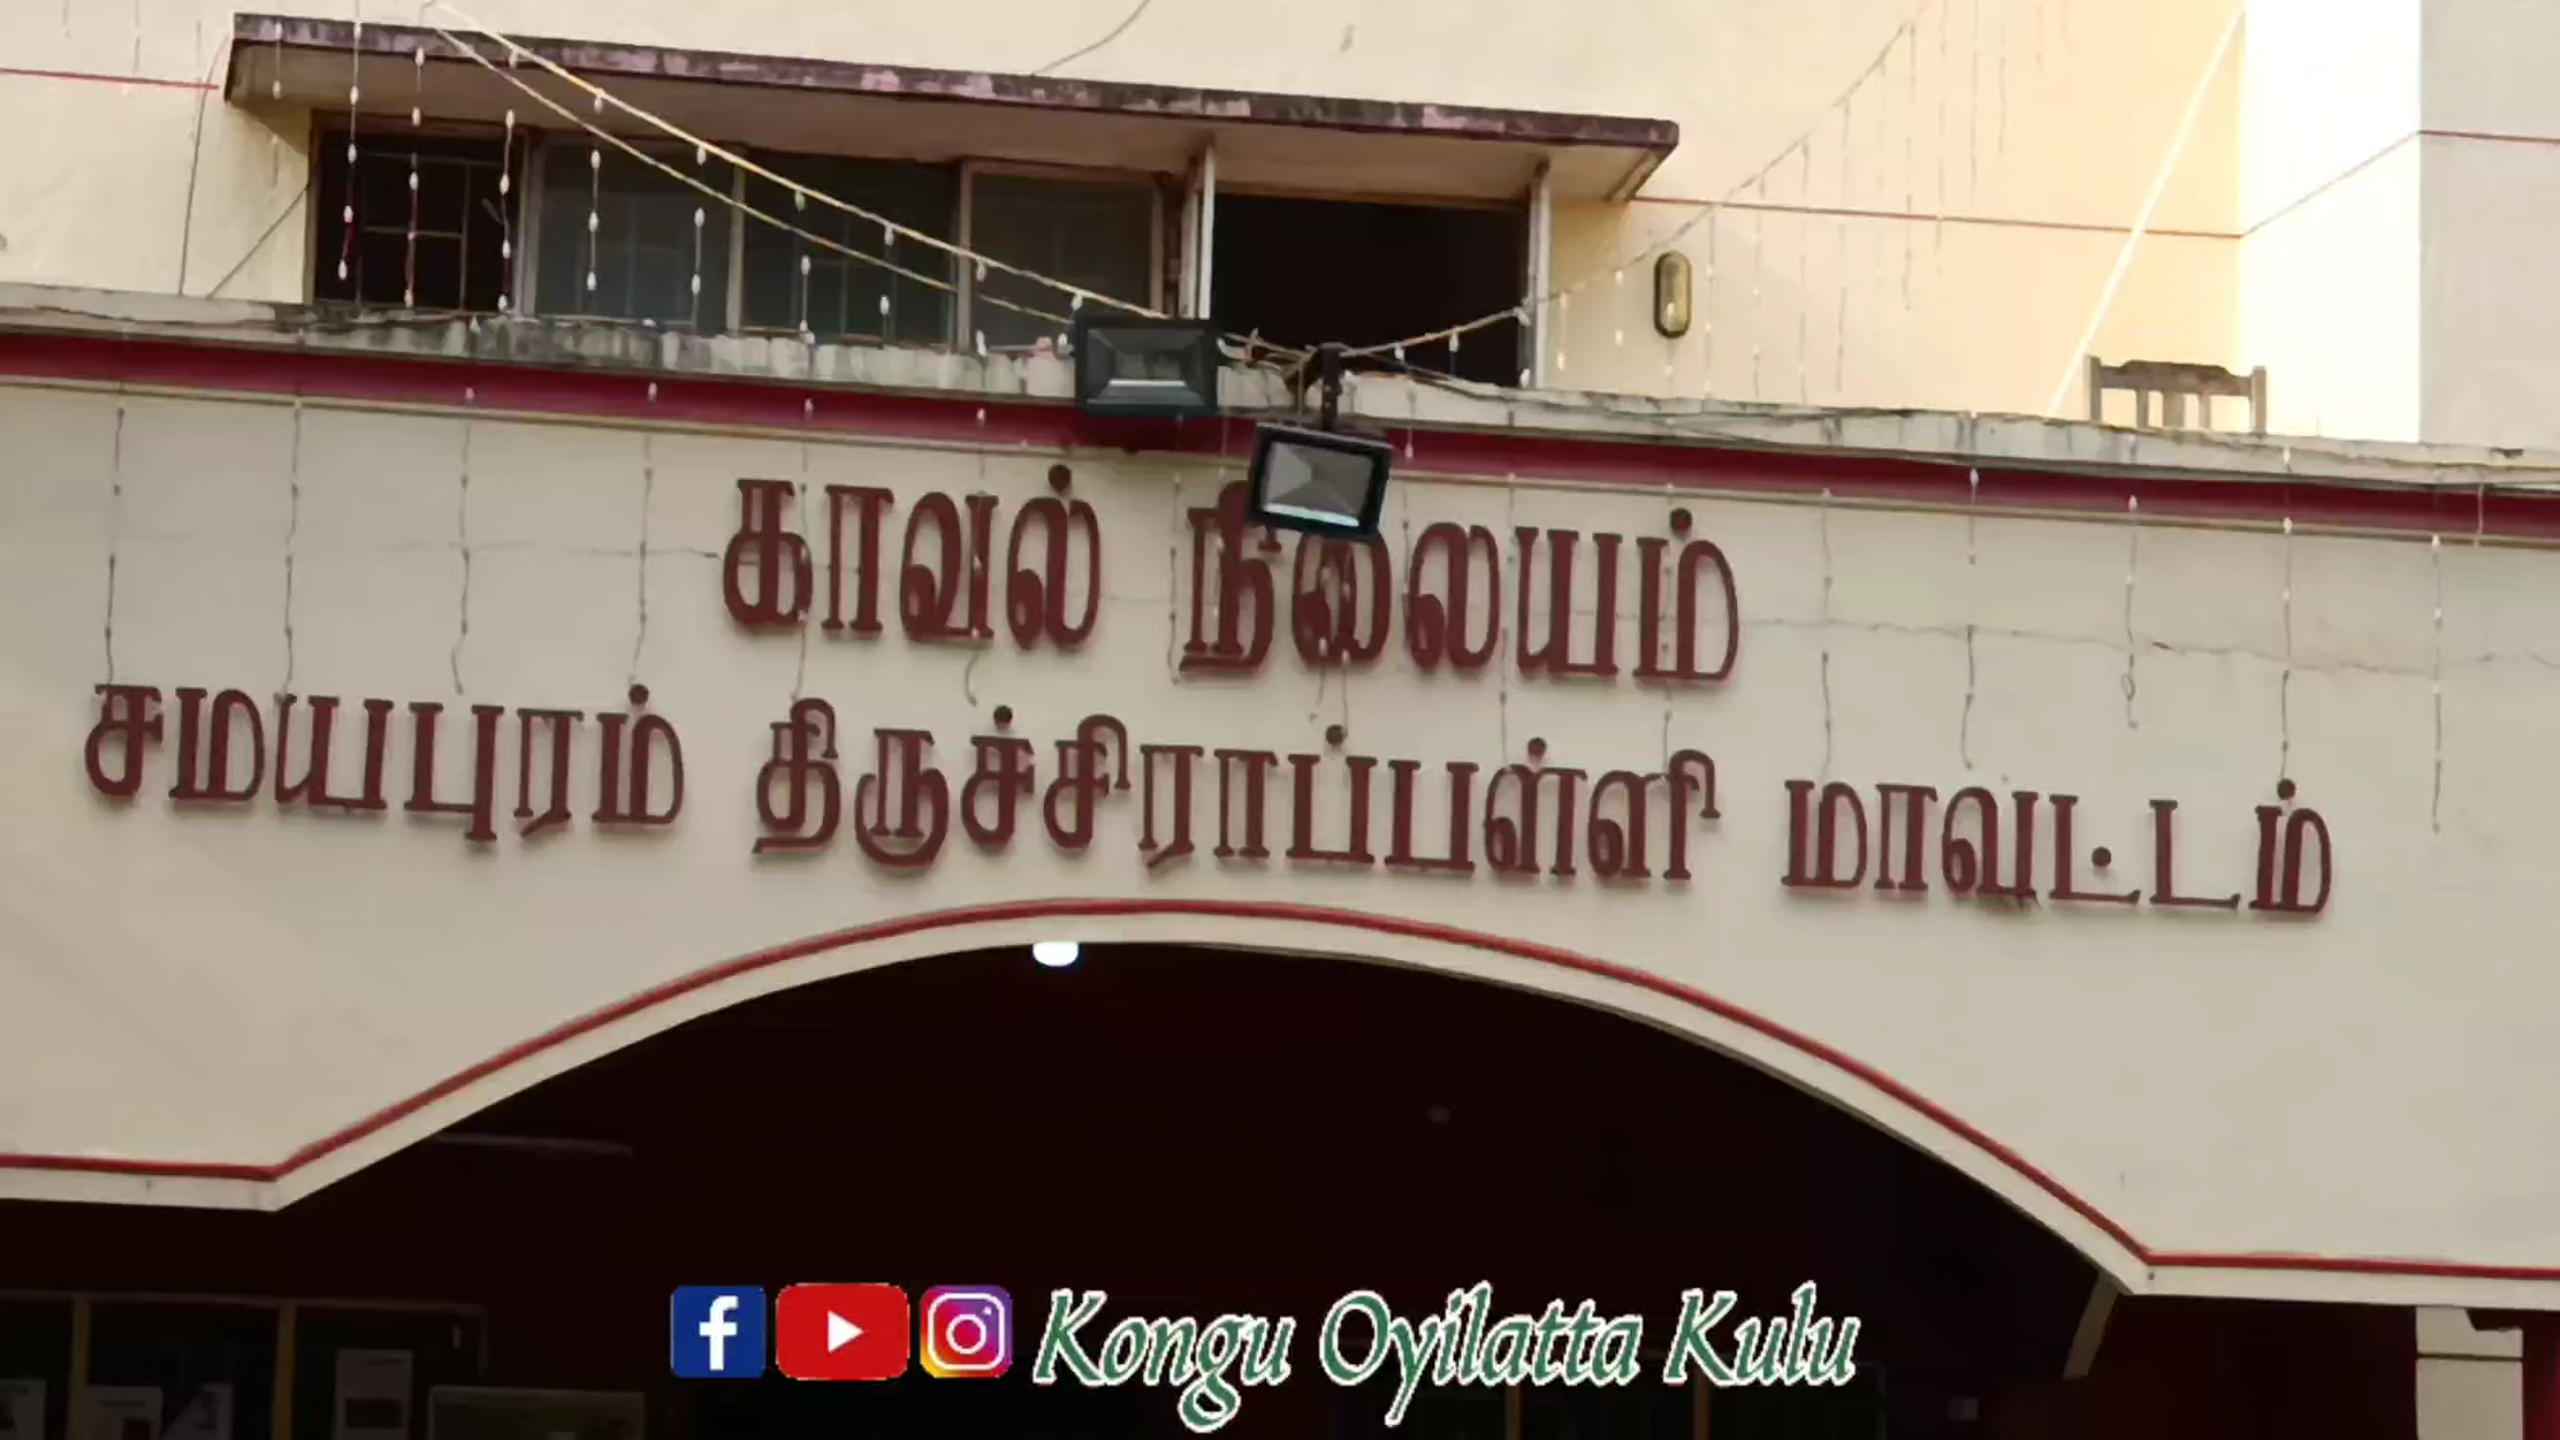 காவல் நிலையம்
சமயபுரம் திருச்சிராப்பள்ளி மாவட்டம்
Kongu Oyilatta Kulu